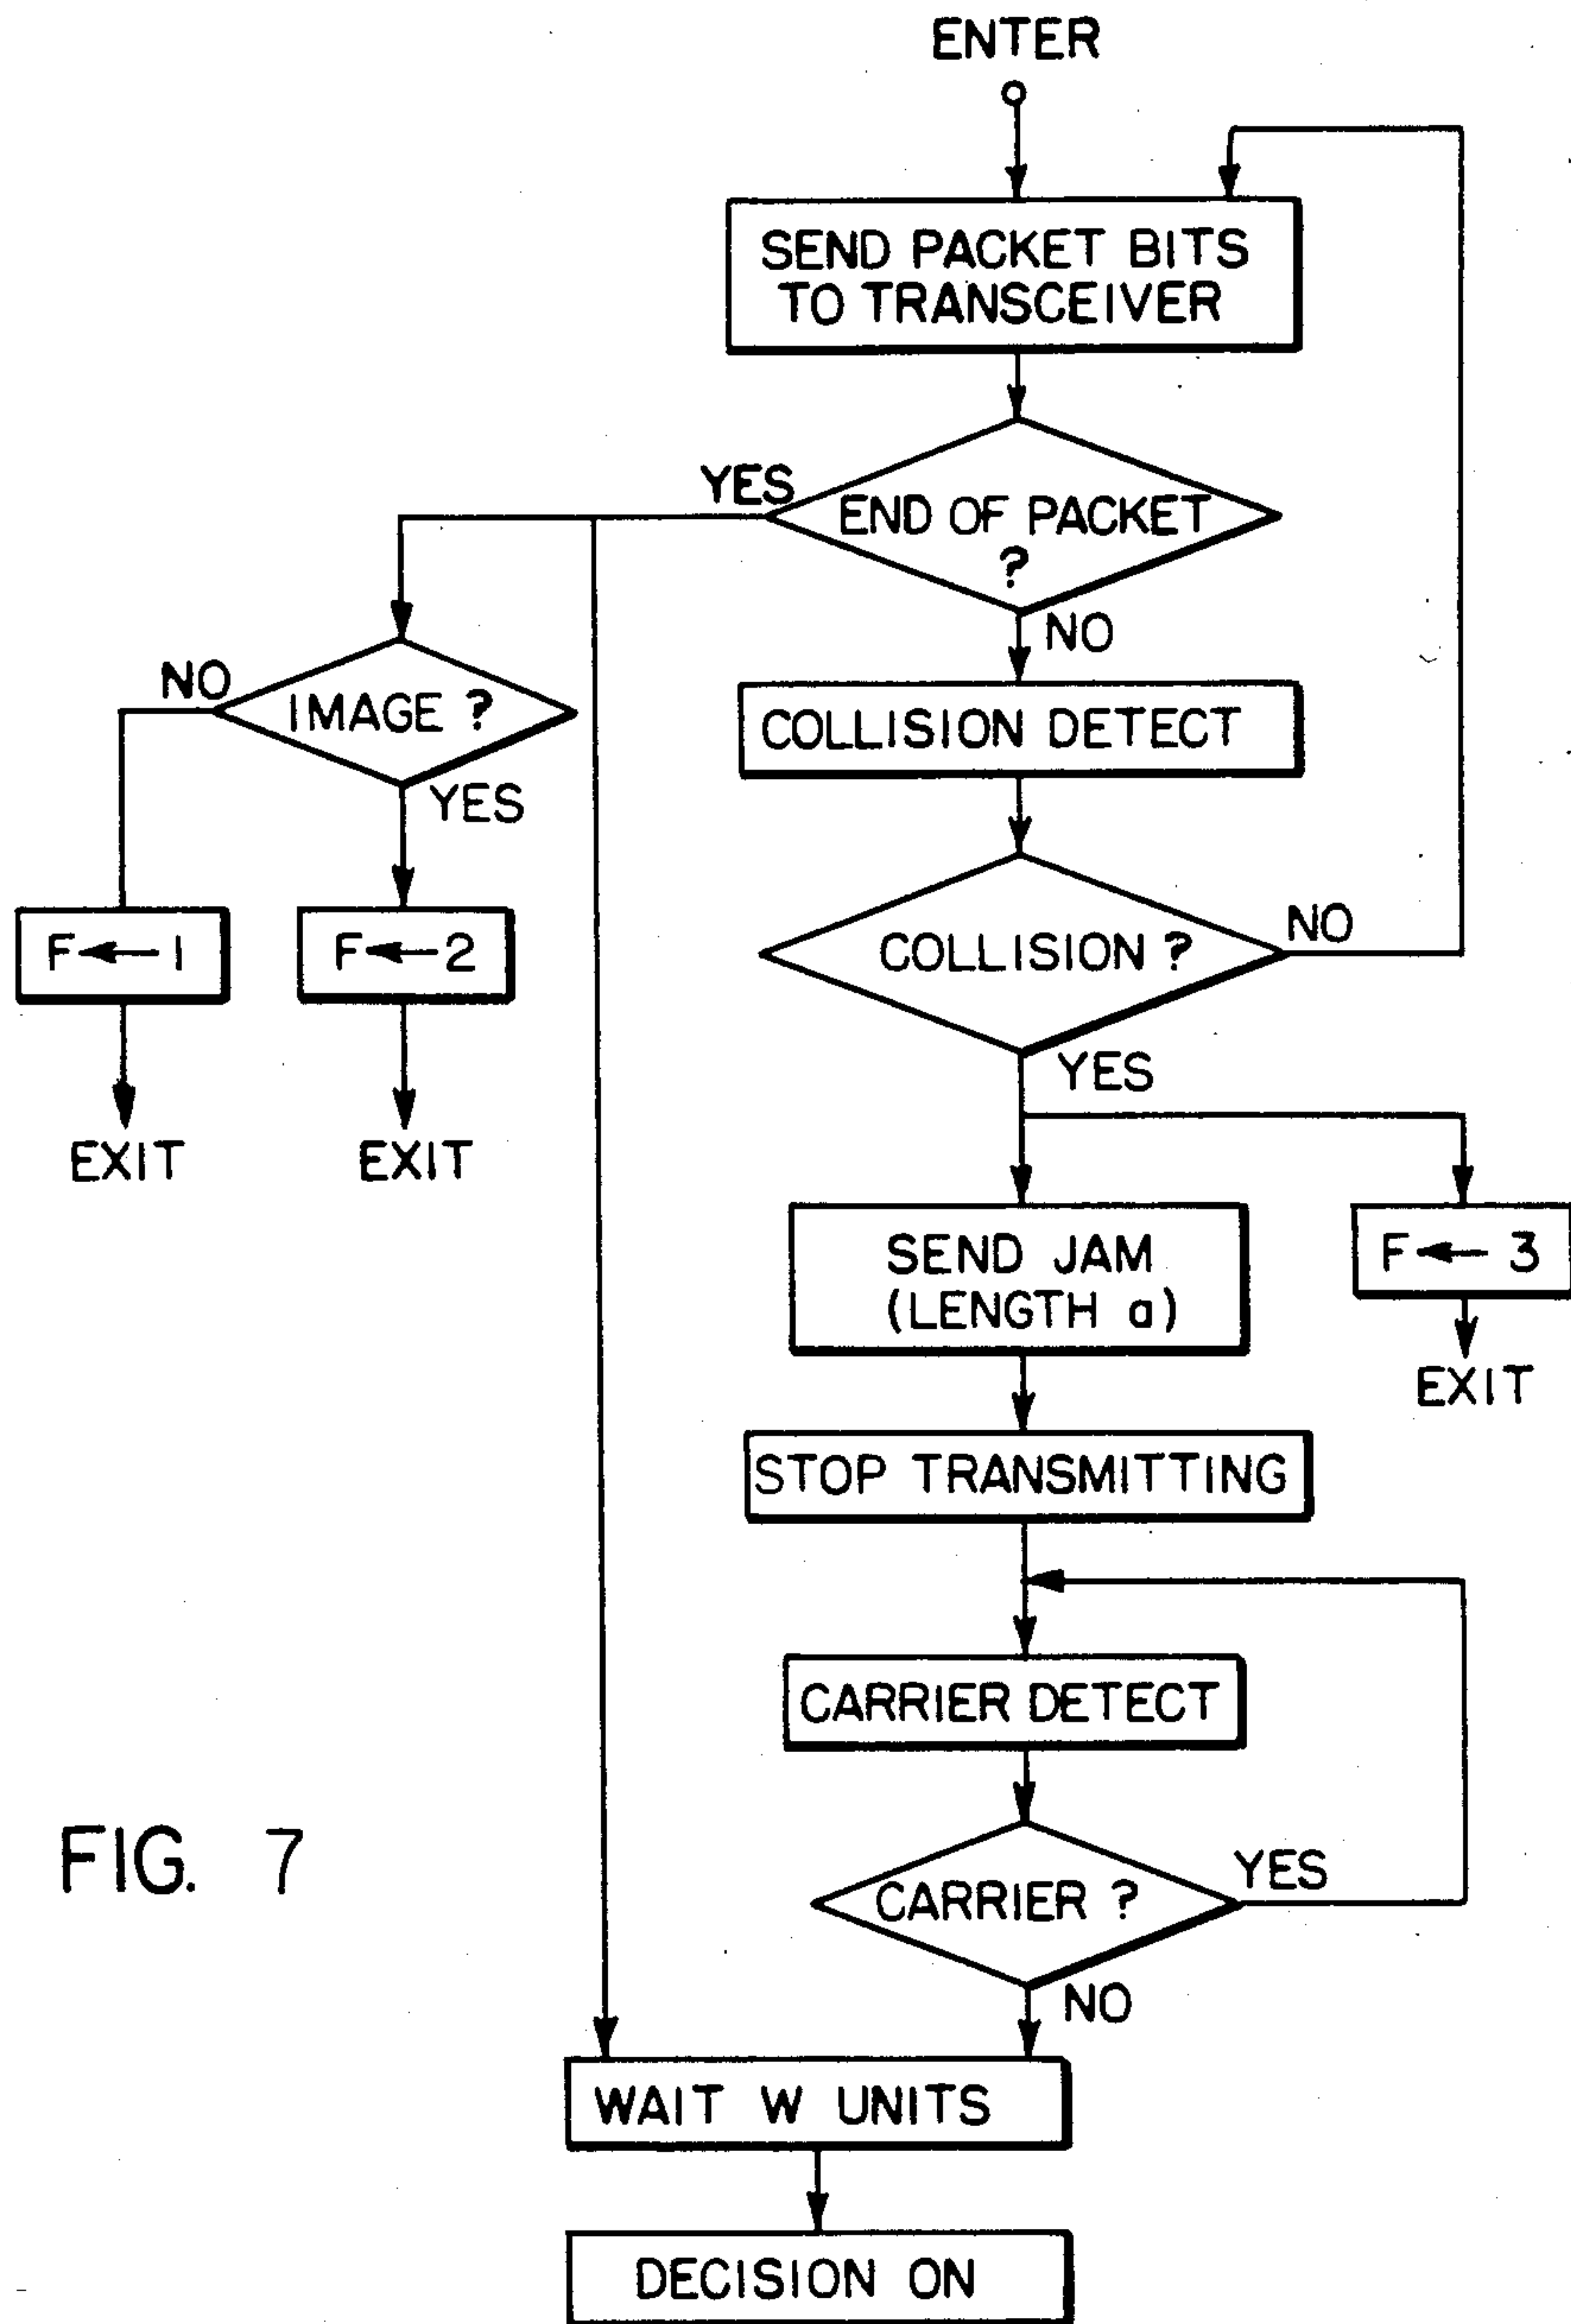 ENTER
SEND PACKET BITS
TO TRANSCEIVER
YES
END OF PACKET
?
NO
NO
IMAGE ?
YES
COLLISION DETECT
F ← 1
F ← 2
COLLISION ?
NO
YES
EXIT
EXIT
SEND JAM
(LENGTH a)
F ← 3
EXIT
STOP TRANSMITTING
CARRIER DETECT
CARRIER ?
YES
NO
FIG. 7
WAIT W UNITS
DECISION ON